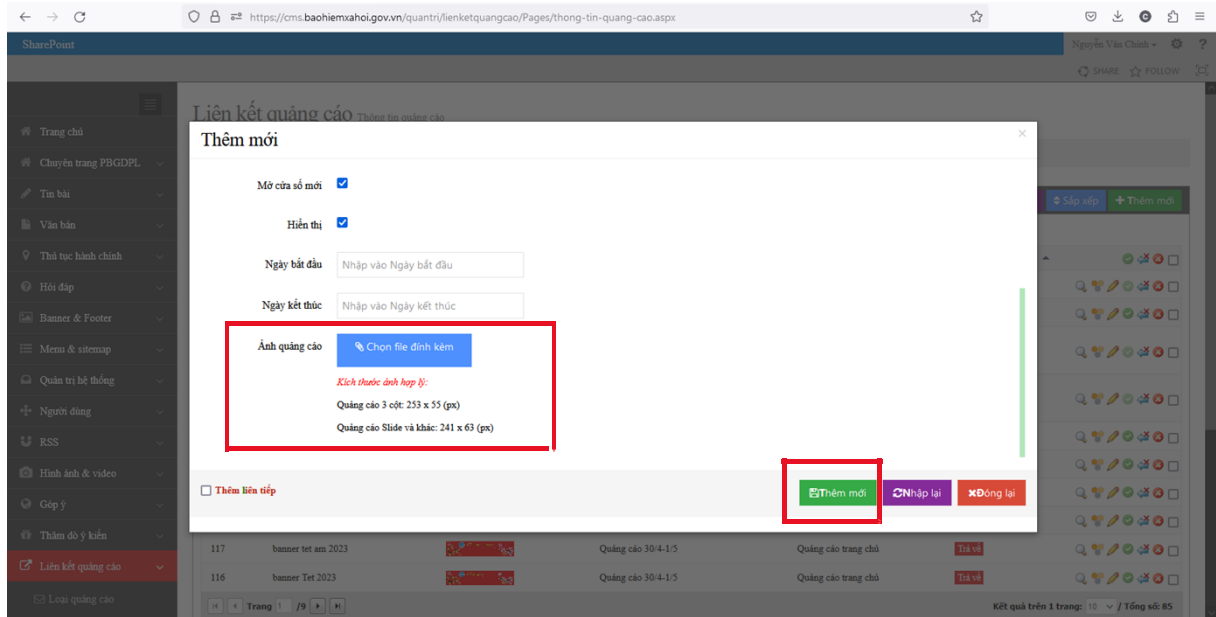 https://cms.baohiemxahoi.gov.vn/quantri/lienketquangcao/Pages/thong-tin-quang-cao.aspx
SharePoint
Nguyễn Văn Chinh
SHARE
FOLLOW
Liên kết quảng cáo Thông tin quảng cáo
Trang chủ
Chuyên trang PBGDPL
Tin bài
Văn bản
Thủ tục hành chính
Hỏi đáp
Banner & Footer
Menu & sitemap
Quản trị hệ thống
Người dùng
RSS
Hình ảnh & video
Góp ý
Thăm dò ý kiến
Liên kết quảng cáo
Loại quảng cáo
Sắp xếp
Thêm mới
Thêm mới
Mở cửa sổ mới
Hiển thị
Ngày bắt đầu Nhập vào Ngày bắt đầu
Ngày kết thúc Nhập vào Ngày kết thúc
Ảnh quảng cáo Chọn file đính kèm
Kích thước ảnh hợp lý:
Quảng cáo 3 cột: 253 x 55 (px)
Quảng cáo Slide và khác: 241 x 63 (px)
Thêm liên tiếp
Thêm mới Nhập lại Đóng lại
117 banner tet am 2023 Quảng cáo 30/4-1/5 Quảng cáo trang chủ Trả về
116 banner Tet 2023 Quảng cáo 30/4-1/5 Quảng cáo trang chủ Trả về
Trang 1 /9
Kết quả trên 1 trang: 10 / Tổng số: 85